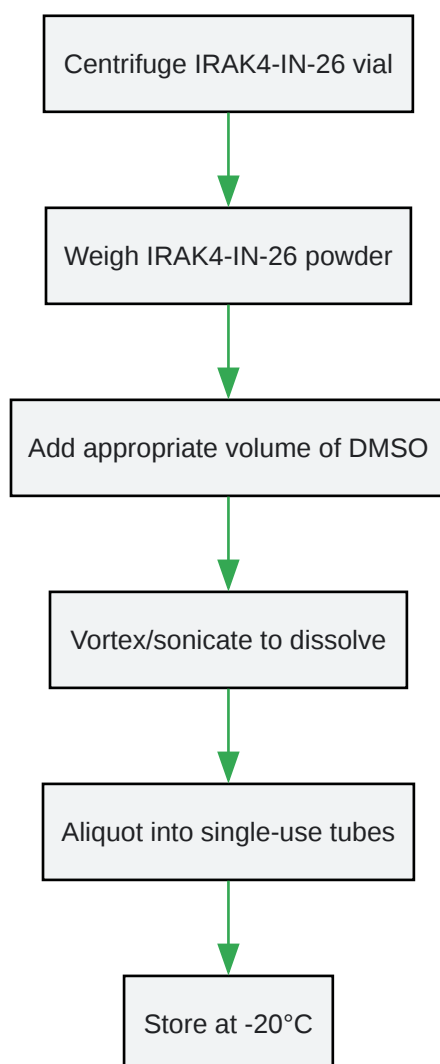 Centrifuge IRAK4-IN-26 vial
Weigh IRAK4-IN-26 powder
Add appropriate volume of DMSO
Vortex/sonicate to dissolve
Aliquot into single-use tubes
Store at -20°C